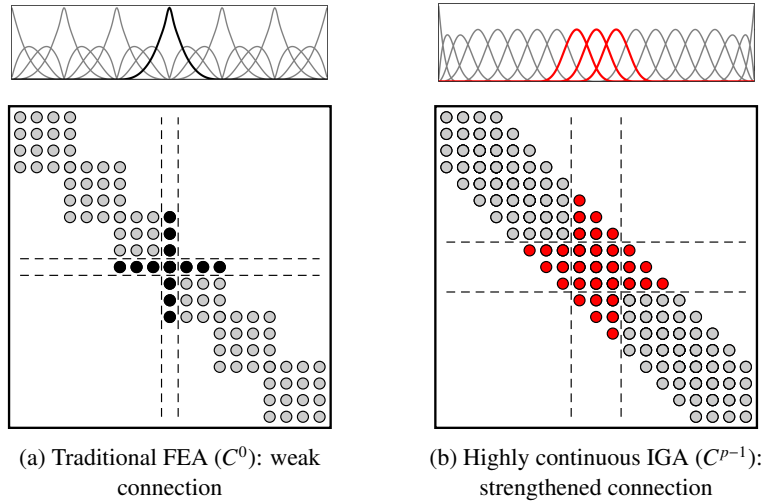 (a) Traditional FEA (C⁰): weak
connection
(b) Highly continuous IGA (Cᵖ⁻¹):
strengthened connection